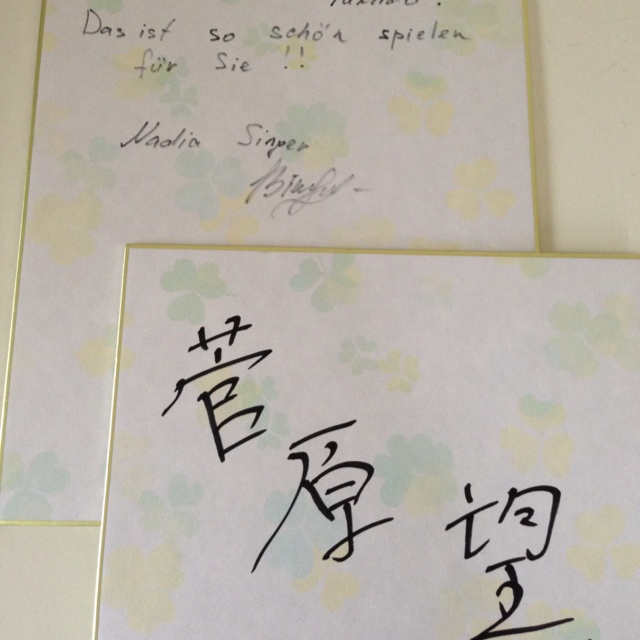 Das ist so schön spielen
für Sie !!
Nadia Singer
菅原望